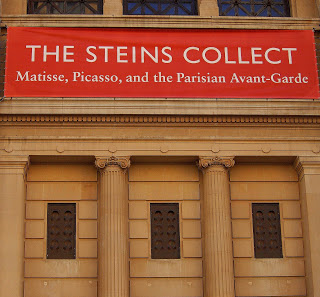 THE STEINS COLLECT
Matisse, Picasso, and the Parisian Avant-Garde